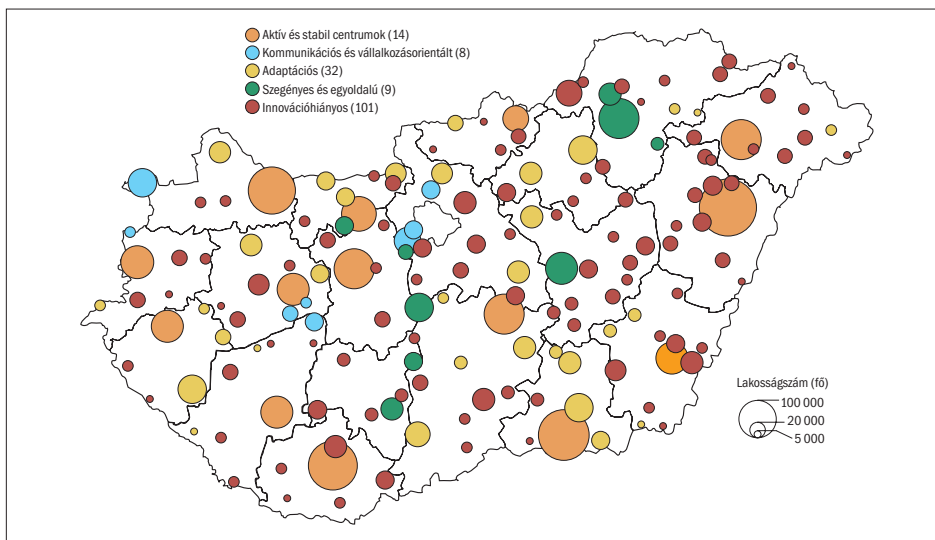 Aktív és stabil centrumok (14)
Kommunikációs és vállalkozásorientált (8)
Adaptációs (32)
Szegényes és egyoldalú (9)
Innovációhiányos (101)
Lakosságszám (fő)
100 000
20 000
5 000